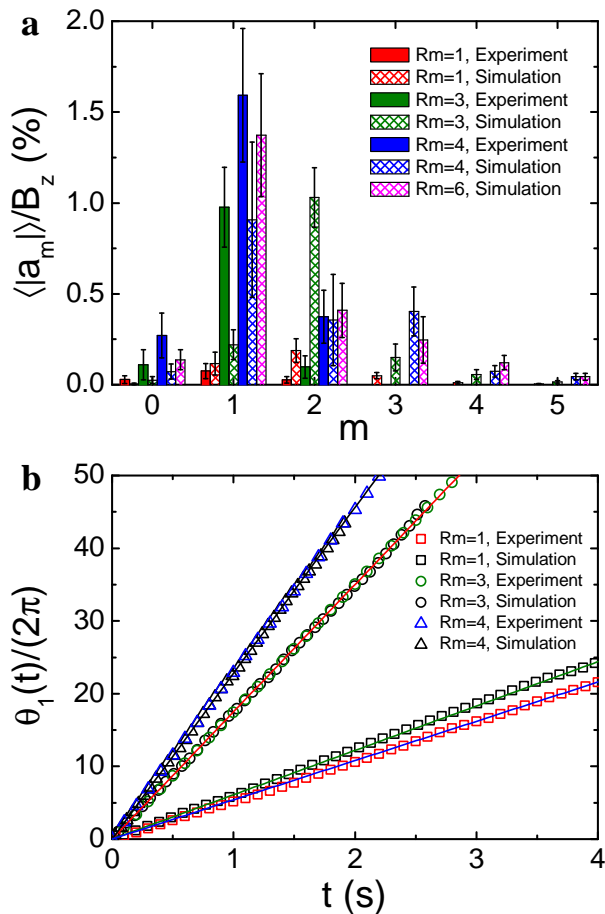 a
2.0
1.5
1.0
0.5
0.0
⟨|a_m|⟩/B_z (%)
Rm=1, Experiment
Rm=1, Simulation
Rm=3, Experiment
Rm=3, Simulation
Rm=4, Experiment
Rm=4, Simulation
Rm=6, Simulation
0 1 2 3 4 5
m
b
50
40
30
20
10
0
θ_1(t)/(2π)
Rm=1, Experiment
Rm=1, Simulation
Rm=3, Experiment
Rm=3, Simulation
Rm=4, Experiment
Rm=4, Simulation
0 1 2 3 4
t (s)